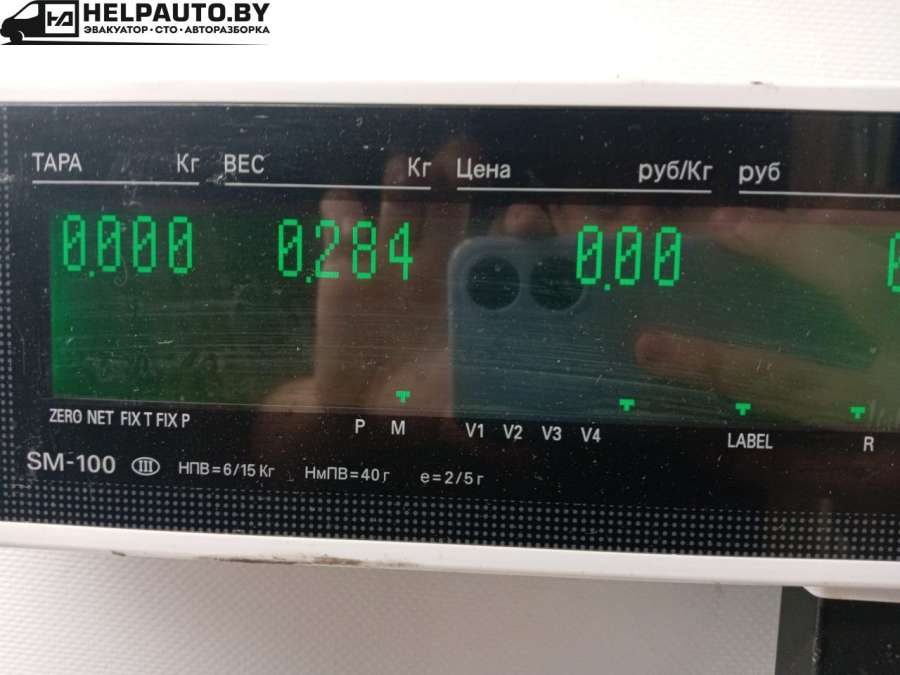 HELPAUTO.BY
ЭВАКУАТОР·СТО·АВТОРАЗБОРКА
ТАРА Кг ВЕС Кг Цена руб/Кг руб
0.000 0.284 0.00 0
ZERO NET FIX T FIX P P M V1 V2 V3 V4 LABEL R
SM-100 III НПВ=6/15 Кг НмПВ=40 г e=2/5 г